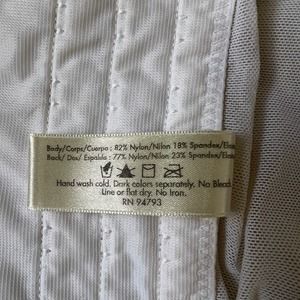 Body/Corps/Cuerpo : 82% Nylon/Nilon 18% Spandex/Elas
Back/Dos/ Espalda : 77% Nylon/Nilon 23% Spandex/Elas
Hand wash cold. Dark colors separately. No Bleach.
Line or flat dry. No Iron.
RN 94793